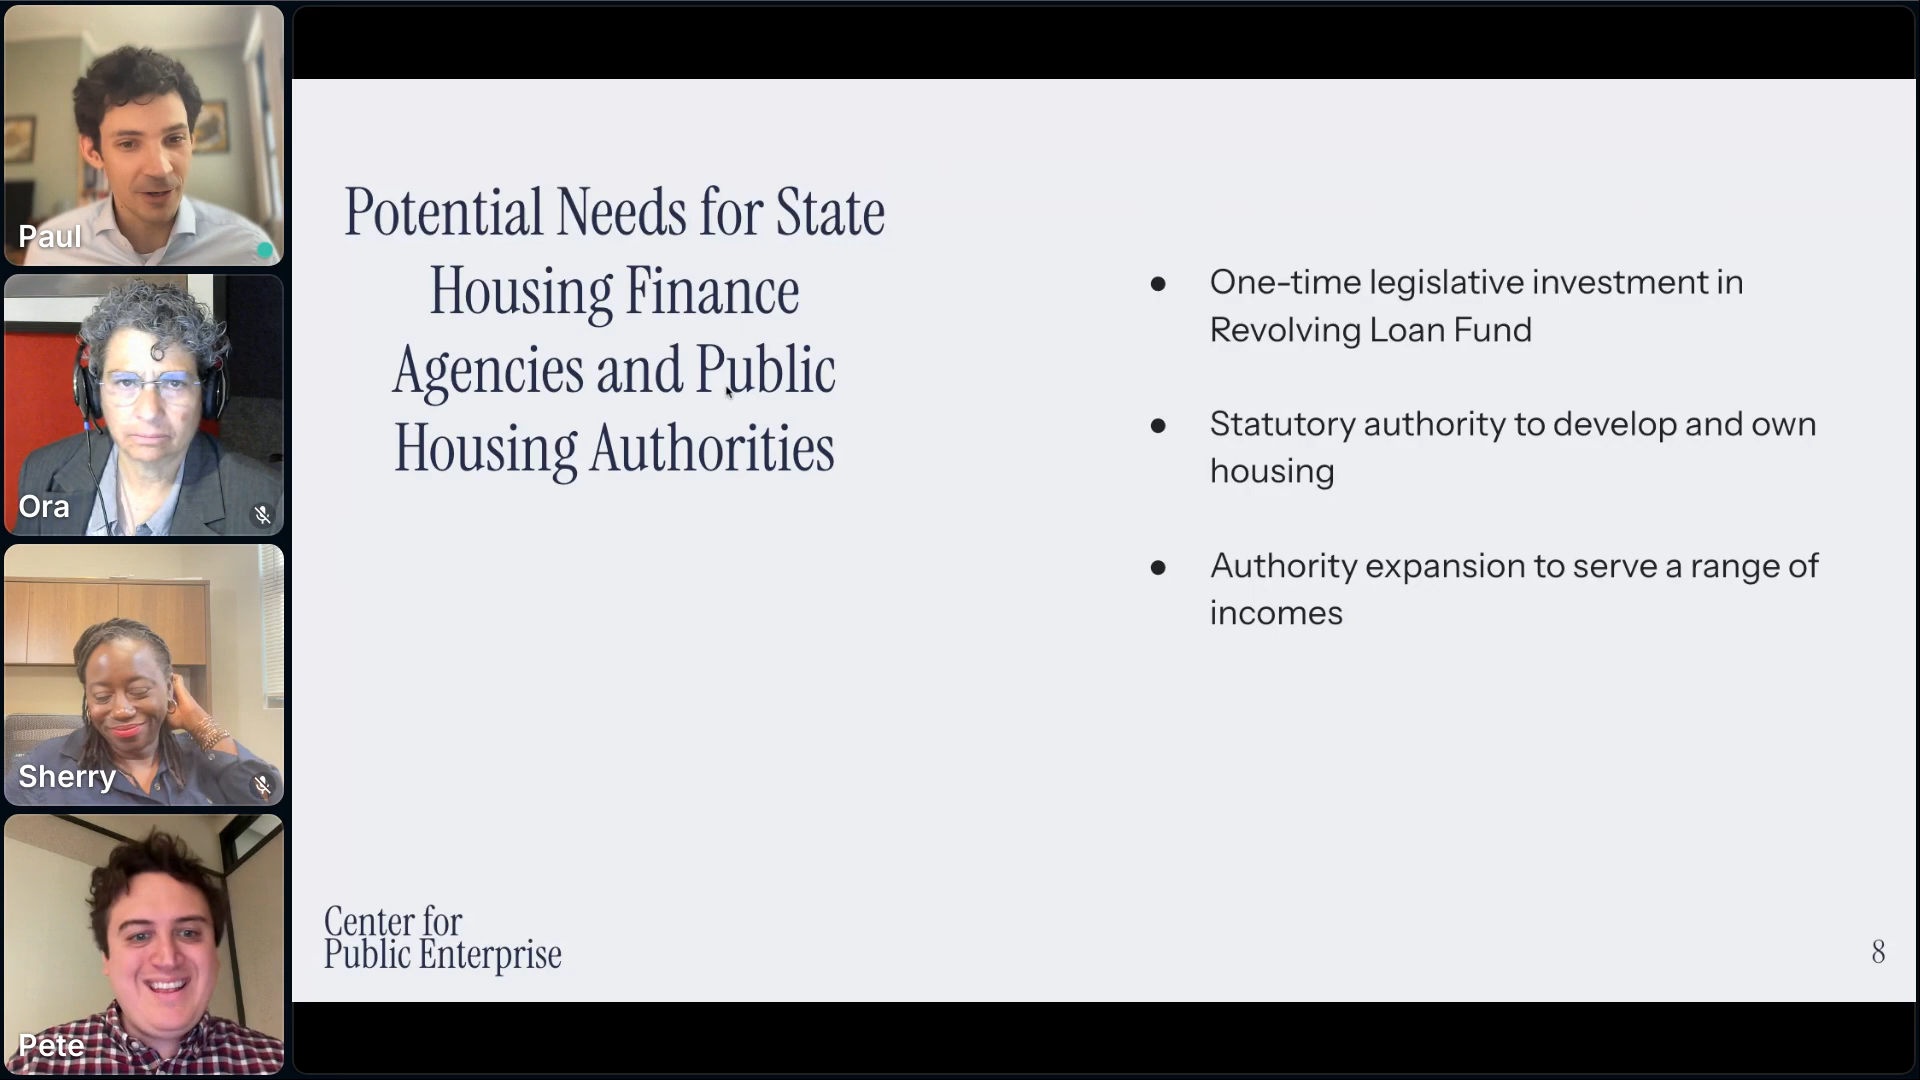 Paul
Ora
Sherry
Pete
Potential Needs for State
Housing Finance
Agencies and Public
Housing Authorities
● One-time legislative investment in
Revolving Loan Fund
● Statutory authority to develop and own
housing
● Authority expansion to serve a range of
incomes
Center for
Public Enterprise
8